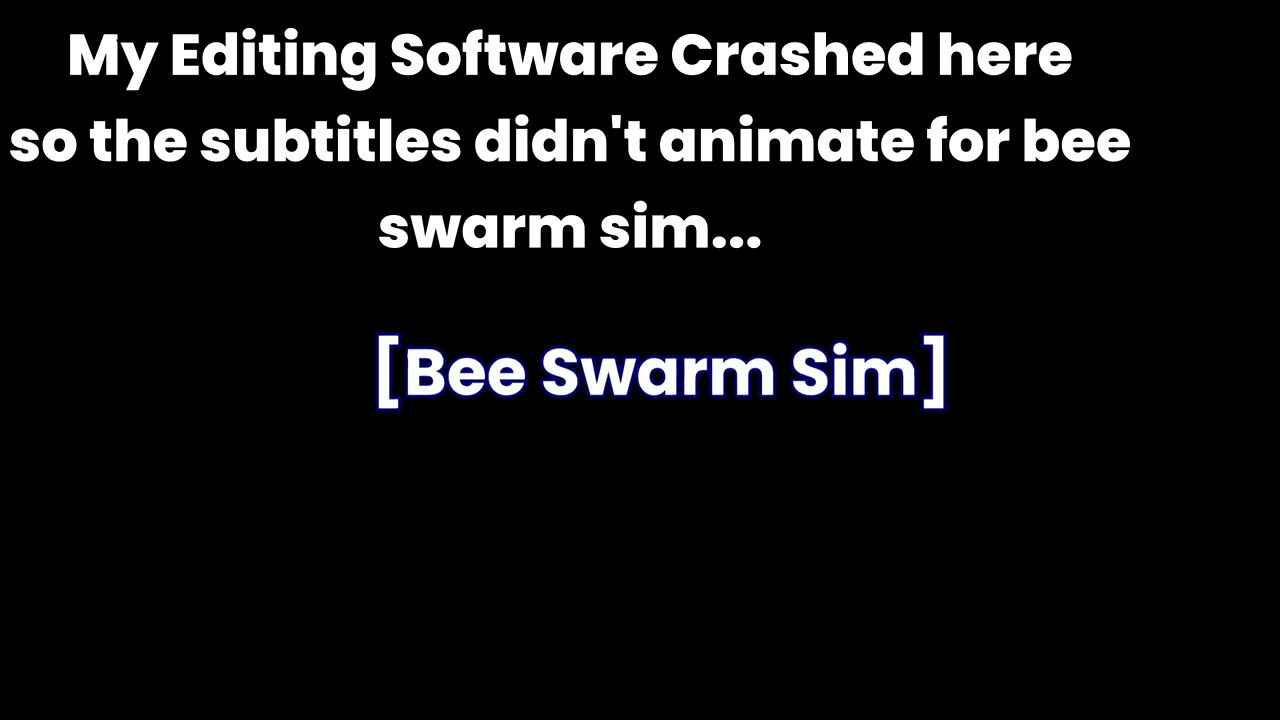 My Editing Software Crashed here
so the subtitles didn't animate for bee
swarm sim...
[Bee Swarm Sim]